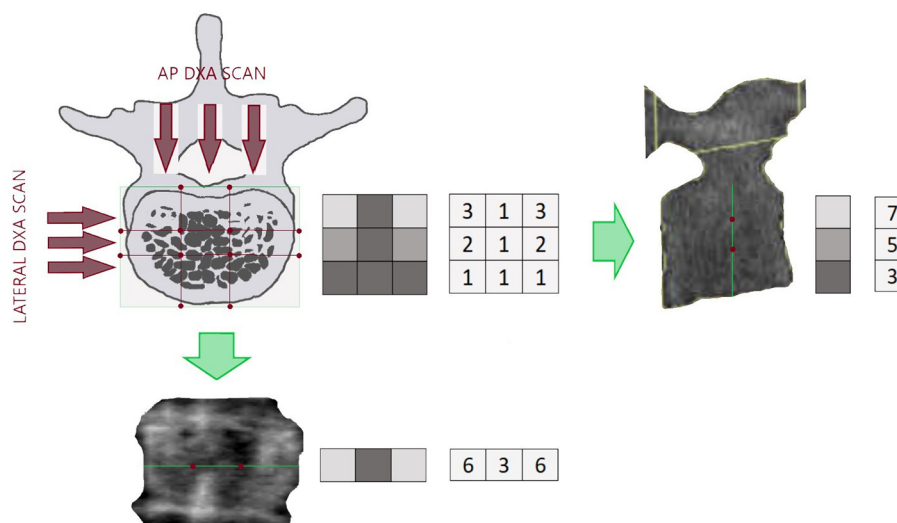 AP DXA SCAN
LATERAL DXA SCAN
3 1 3
2 1 2
1 1 1
7
5
3
6 3 6